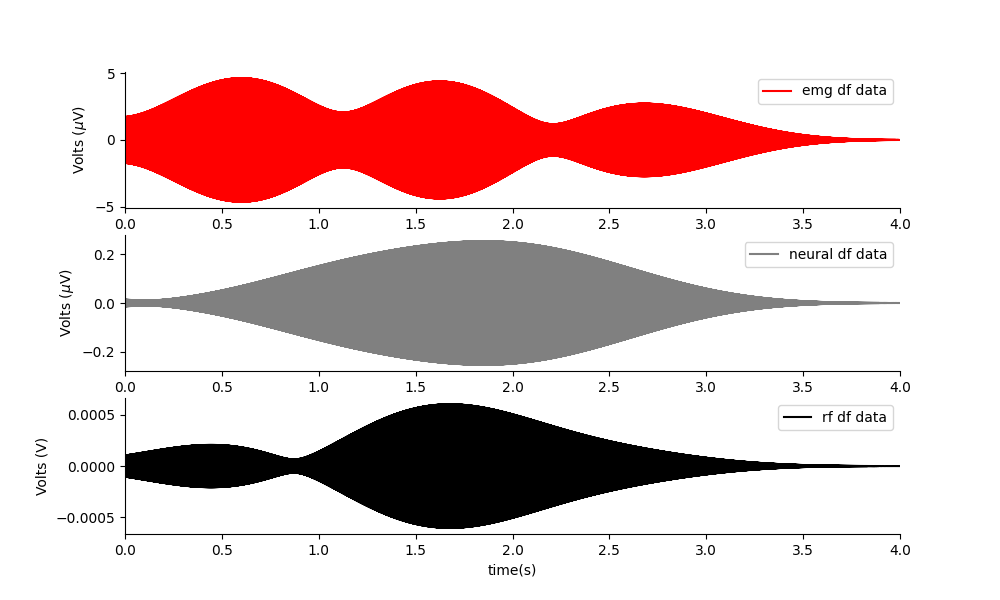 5
0
−5
Volts (μV)
emg df data
0.0 0.5 1.0 1.5 2.0 2.5 3.0 3.5 4.0
0.2
0.0
−0.2
Volts (μV)
neural df data
0.0 0.5 1.0 1.5 2.0 2.5 3.0 3.5 4.0
0.0005
0.0000
−0.0005
Volts (V)
rf df data
0.0 0.5 1.0 1.5 2.0 2.5 3.0 3.5 4.0
time(s)